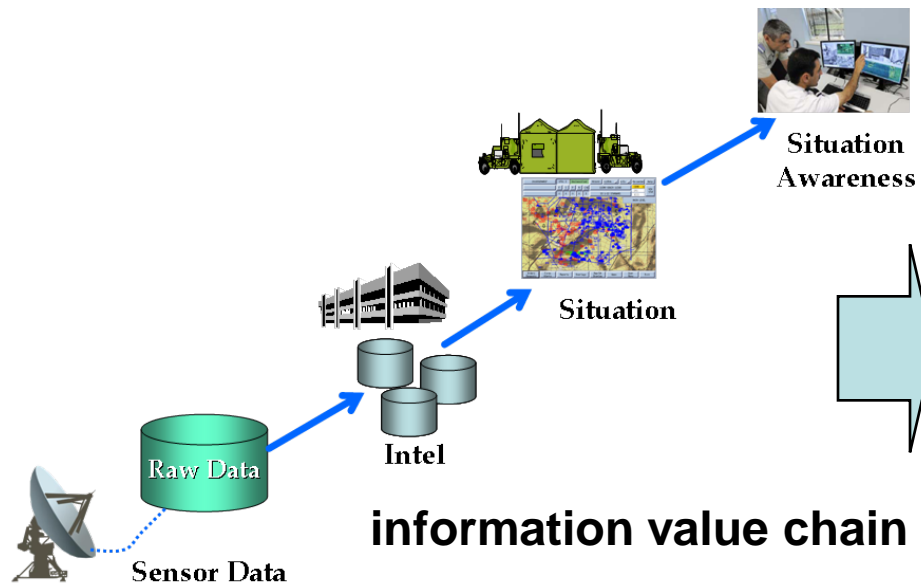 Situation
Awareness
Situation
Intel
Raw Data
information value chain
Sensor Data